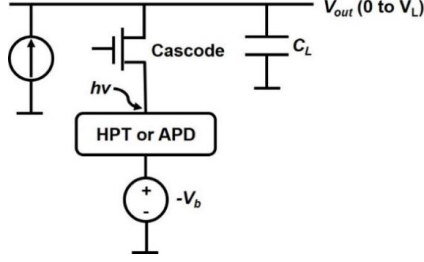 V_out (0 to V_L)
Cascode
C_L
hv
HPT or APD
+
-
-V_b